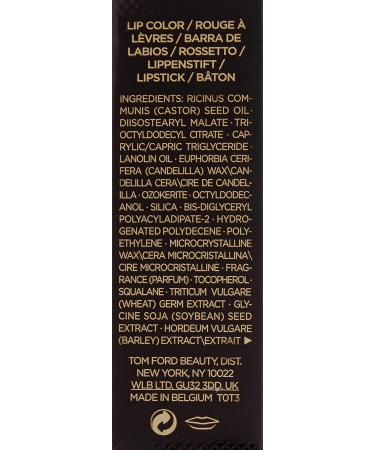 LIP COLOR / ROUGE À
LÈVRES / BARRA DE
LABIOS / ROSSETTO /
LIPPENSTIFT /
LIPSTICK / BÂTON
INGREDIENTS: RICINUS COM-
MUNIS (CASTOR) SEED OIL •
DIISOSTEARYL MALATE • TRI-
OCTYLDODECYL CITRATE • CAP-
RYLIC/CAPRIC TRIGLYCERIDE •
LANOLIN OIL • EUPHORBIA CERI-
FERA (CANDELILLA) WAX\CAN-
DELILLA CERA\CIRE DE CANDEL-
ILLA • OZOKERITE • OCTYLDODEC-
ANOL • SILICA • BIS-DIGLYCERYL
POLYACYLADIPATE-2 • HYDRO-
GENATED POLYDECENE • POLY-
ETHYLENE • MICROCRYSTALLINE
WAX\CERA MICROCRISTALLINA\
CIRE MICROCRISTALLINE • FRAG-
RANCE (PARFUM) • TOCOPHEROL •
SQUALANE • TRITICUM VULGARE
(WHEAT) GERM EXTRACT • GLY-
CINE SOJA (SOYBEAN) SEED
EXTRACT • HORDEUM VULGARE
(BARLEY) EXTRACT\EXTRAIT ▶
TOM FORD BEAUTY, DIST.
NEW YORK, NY 10022
WLB LTD, GU32 3DD, UK
MADE IN BELGIUM T0T3